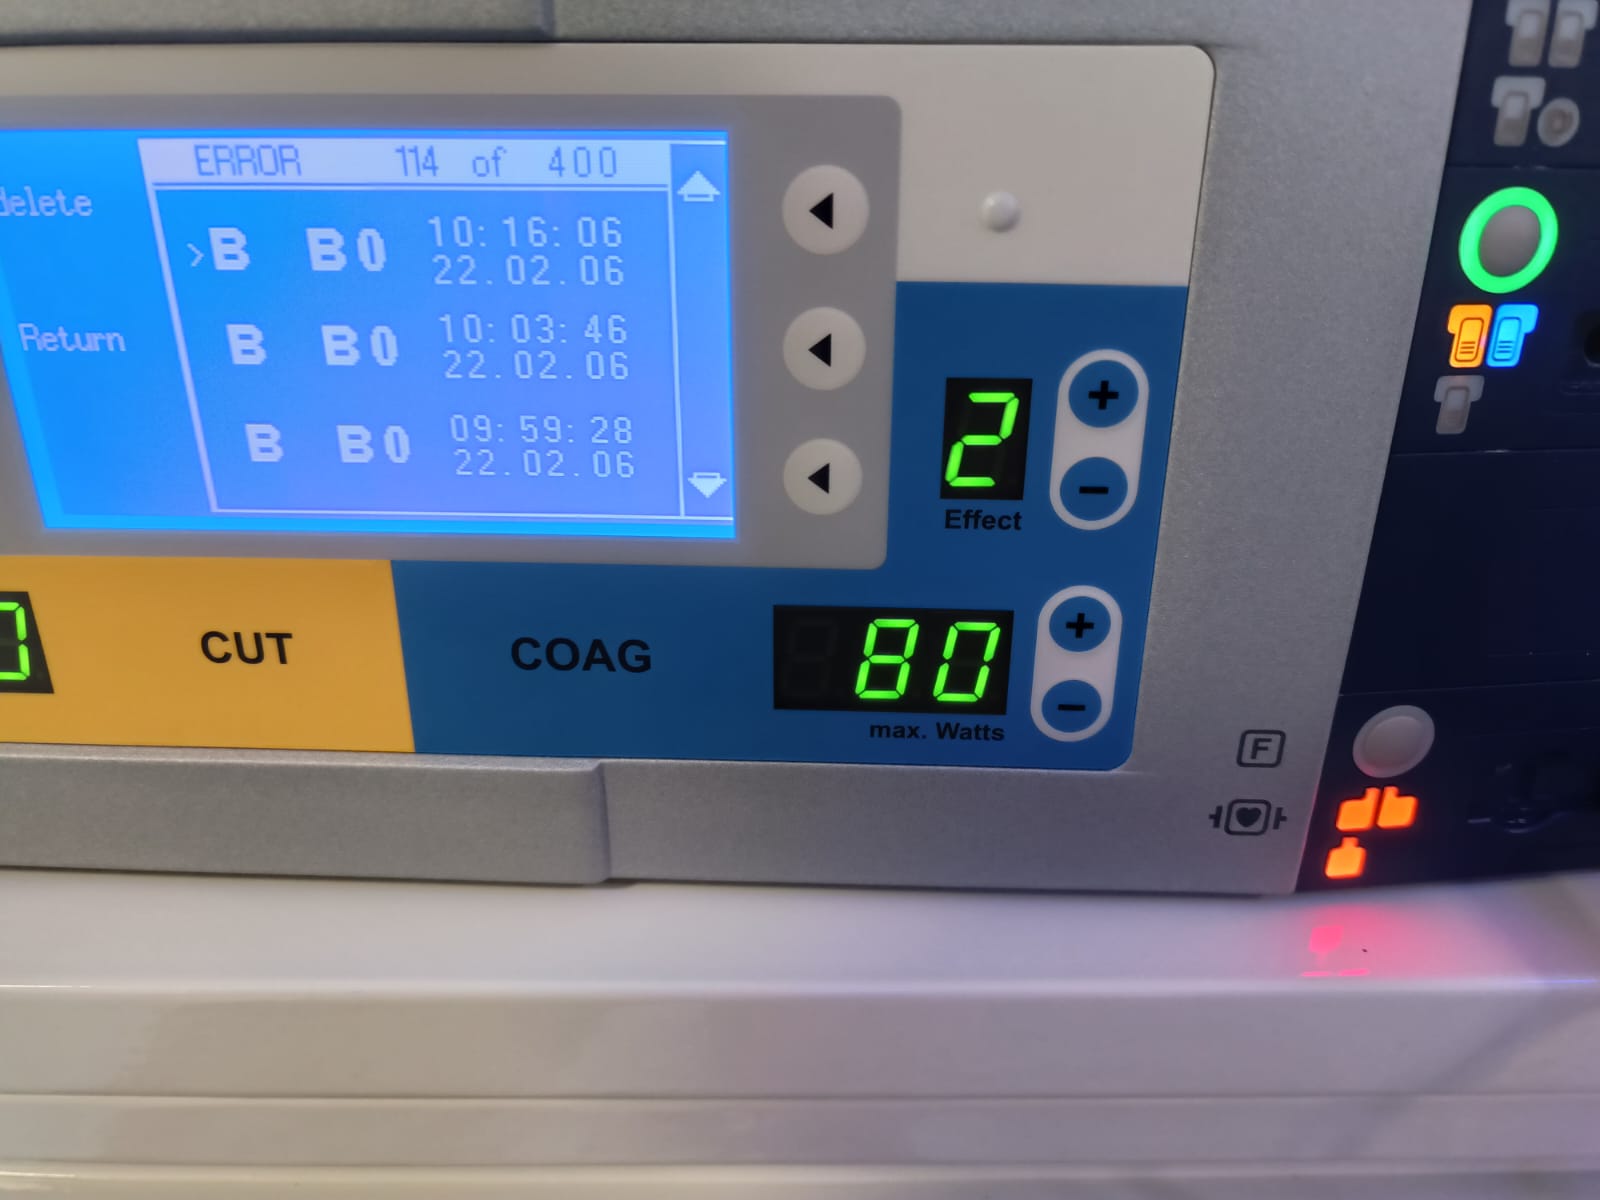 ERROR 114 of 400
delete
>B B0 10:16:06
22.02.06
Return
B B0 10:03:46
22.02.06
B B0 09:59:28
22.02.06
2
+
-
Effect
CUT
COAG
80
+
-
max. Watts
F